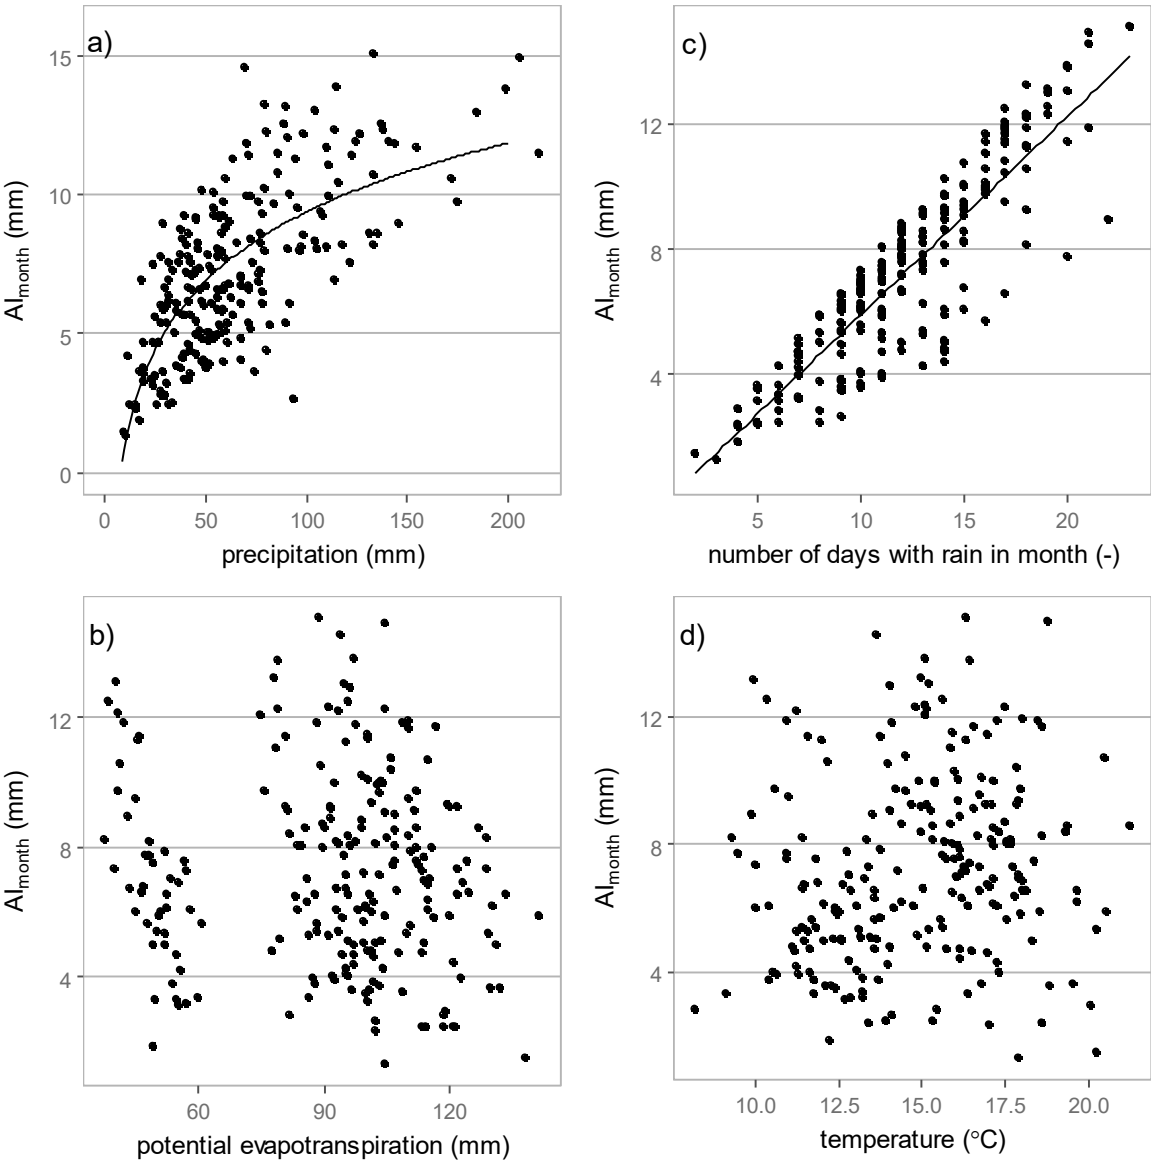 a)
15
10
5
0
AImonth (mm)
0 50 100 150 200
precipitation (mm)
c)
12
8
4
AImonth (mm)
5 10 15 20
number of days with rain in month (-)
b)
12
8
4
AImonth (mm)
60 90 120
potential evapotranspiration (mm)
d)
12
8
4
AImonth (mm)
10.0 12.5 15.0 17.5 20.0
temperature (°C)